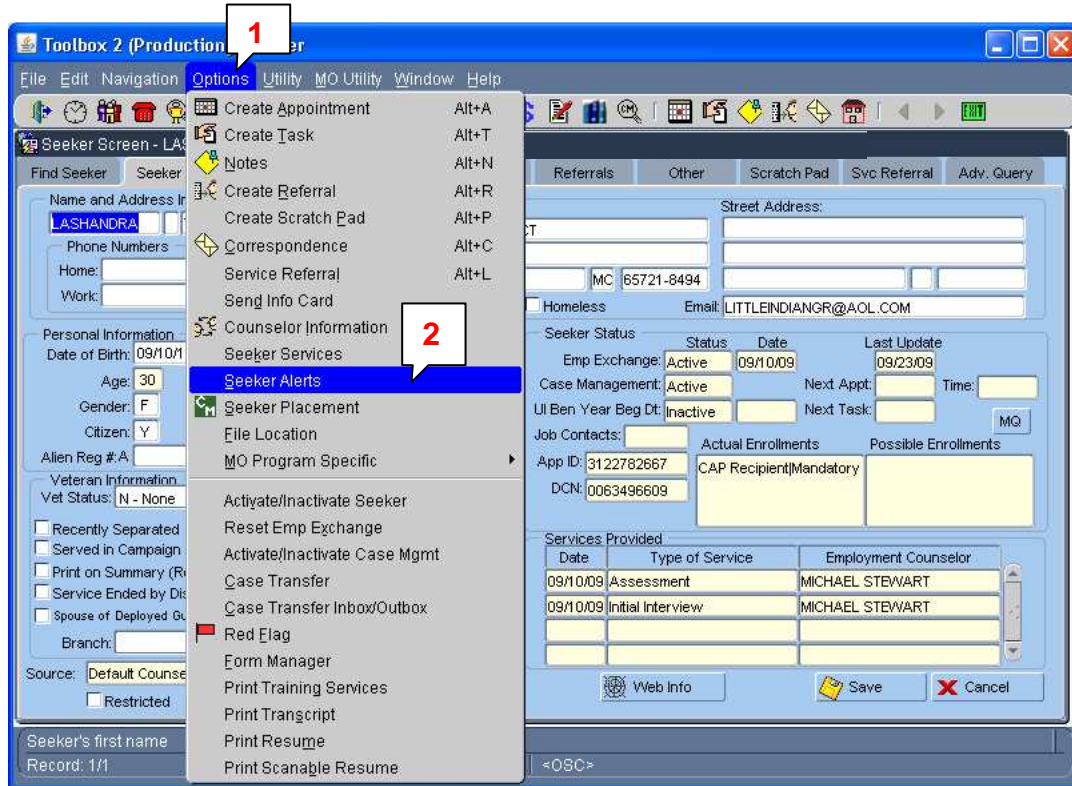 1
Toolbox 2 (Production er
File Edit Navigation Options Utility MO Utility Window Help
Create Appointment Alt+A
Create Task Alt+T
Notes Alt+N
Create Referral Alt+R
Create Scratch Pad Alt+P
Correspondence Alt+C
Service Referral Alt+L
Send Info Card
Counselor Information
Seeker Services
2
Seeker Alerts
Seeker Placement
File Location
MO Program Specific
Activate/Inactivate Seeker
Reset Emp Exchange
Activate/Inactivate Case Mgmt
Case Transfer
Case Transfer Inbox/Outbox
Red Flag
Form Manager
Print Training Services
Print Transcript
Print Resume
Print Scanable Resume
CM
EXIT
Seeker Screen - LAS
Find Seeker Seeker Referrals Other Scratch Pad Svc Referral Adv. Query
Name and Address Ir
LASHANDRA
Phone Numbers
Home:
Work:
Street Address:
CT
MC 65721-8494
Homeless Email: LITTLEINDIANGR@AOL.COM
Personal Information
Date of Birth: 09/10/1
Age: 30
Gender: F
Citizen: Y
Alien Reg #:A
Veteran Information
Vet Status: N - None
Recently Separated
Served in Campaign
Print on Summary (Re
Service Ended by Dis
Spouse of Deployed Gu
Branch:
Source: Default Counse
Restricted
Seeker Status
Status Date Last Update
Emp Exchange: Active 09/10/09 09/23/09
Case Management: Active Next Appt: Time:
UI Ben Year Beg Dt: Inactive Next Task:
MQ
Job Contacts:
Actual Enrollments Possible Enrollments
App ID: 3122782667 CAP Recipient|Mandatory
DCN: 0063496609
Services Provided
Date Type of Service Employment Counselor
09/10/09 Assessment MICHAEL STEWART
09/10/09 Initial Interview MICHAEL STEWART
Web Info Save Cancel
Seeker's first name
Record: 1/1 <OSC>